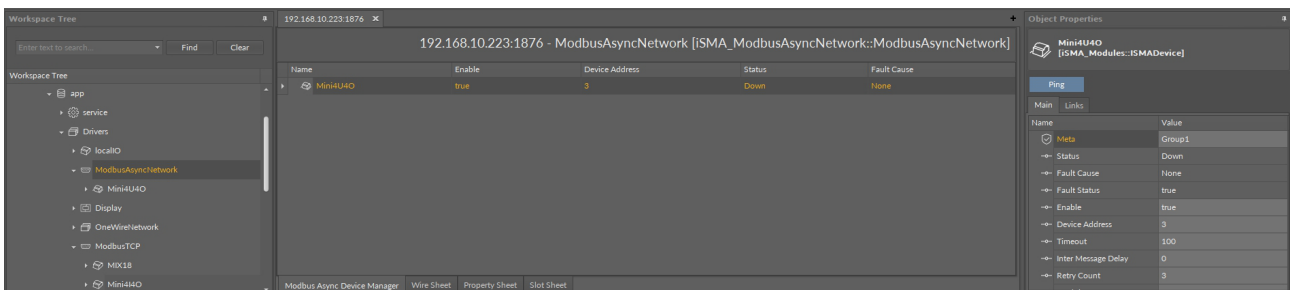 Workspace Tree
Enter text to search...
Find
Clear
Workspace Tree
app
service
Drivers
localIO
ModbusAsyncNetwork
Mini4U4O
Display
OneWireNetwork
ModbusTCP
MIX18
Mini4I4O
192.168.10.223:1876
192.168.10.223:1876 - ModbusAsyncNetwork [iSMA_ModbusAsyncNetwork::ModbusAsyncNetwork]
Name Enable Device Address Status Fault Cause
Mini4U4O true 3 Down None
Modbus Async Device Manager Wire Sheet Property Sheet Slot Sheet
Object Properties
Mini4U4O
[iSMA_Modules::ISMADevice]
Ping
Main Links
Name Value
Meta Group1
Status Down
Fault Cause None
Fault Status true
Enable true
Device Address 3
Timeout 100
Inter Message Delay 0
Retry Count 3